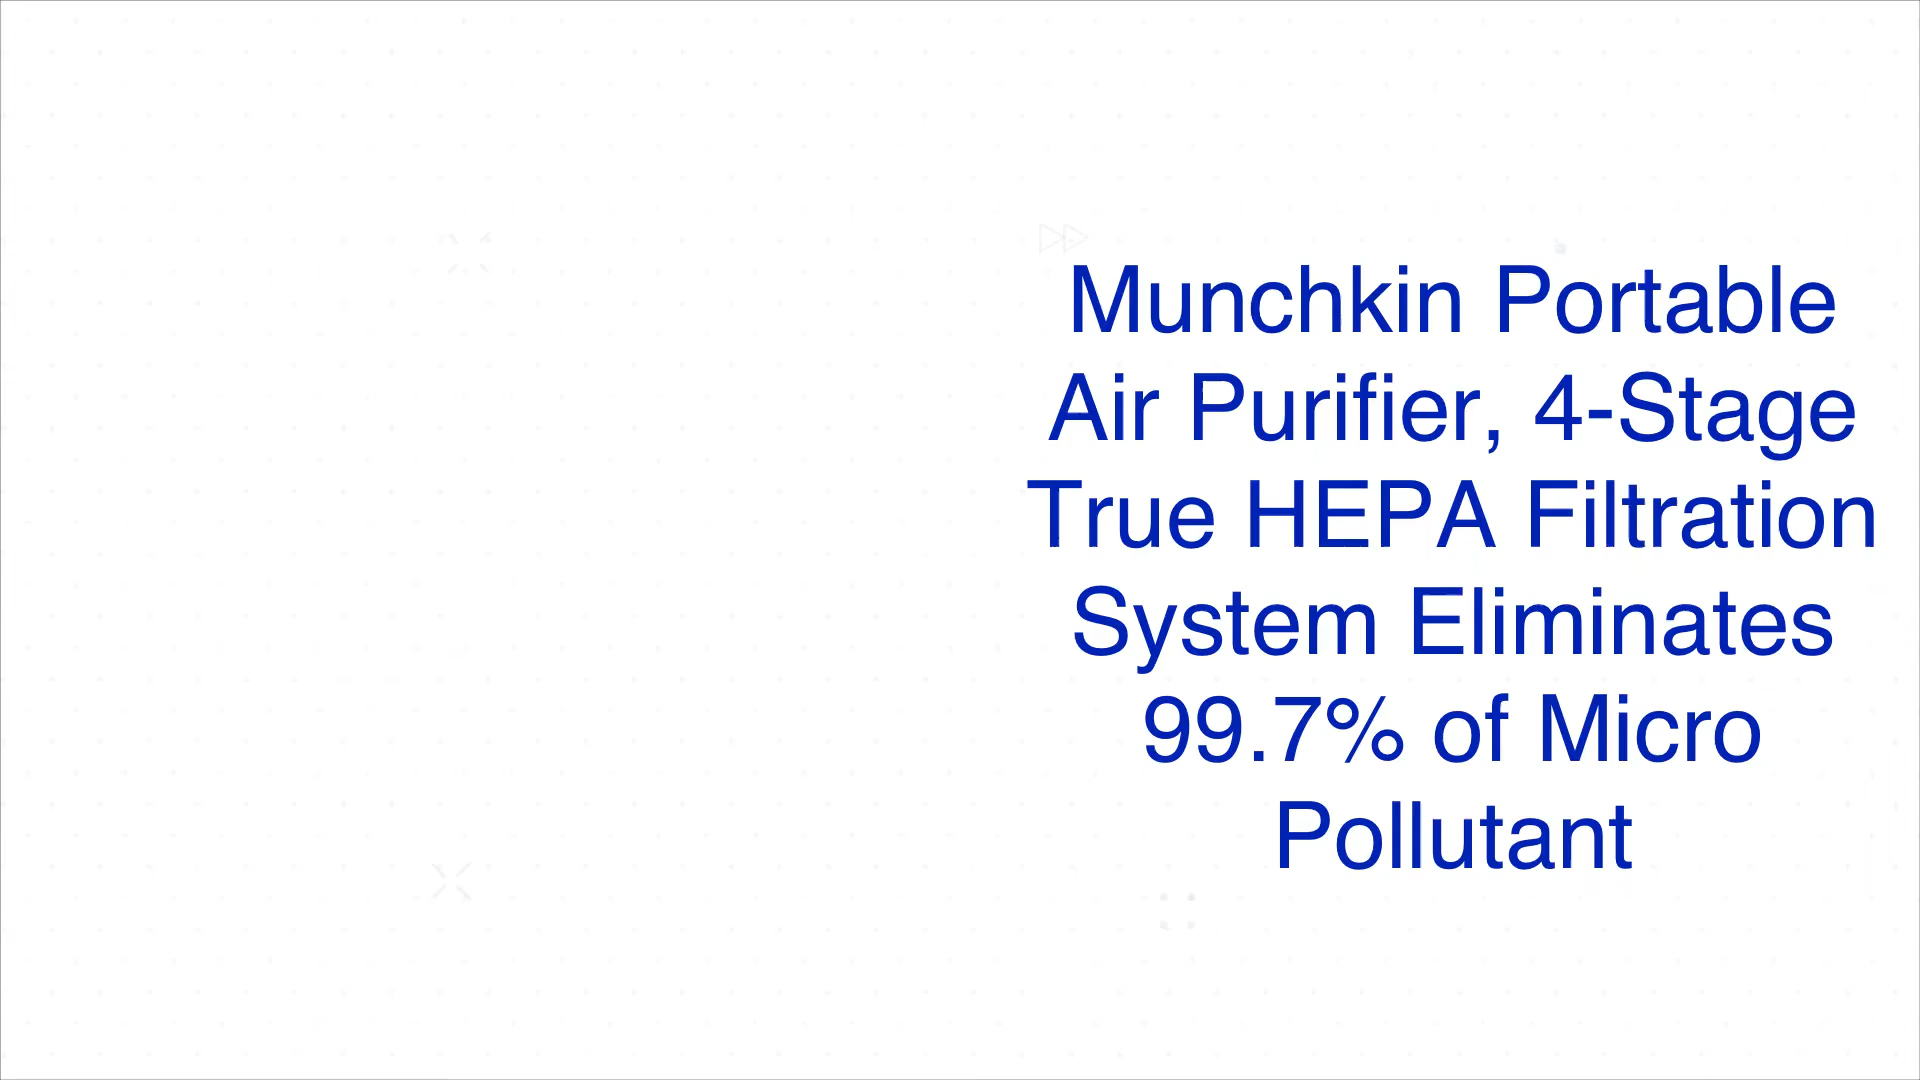 Munchkin Portable
Air Purifier, 4-Stage
True HEPA Filtration
System Eliminates
99.7% of Micro
Pollutant